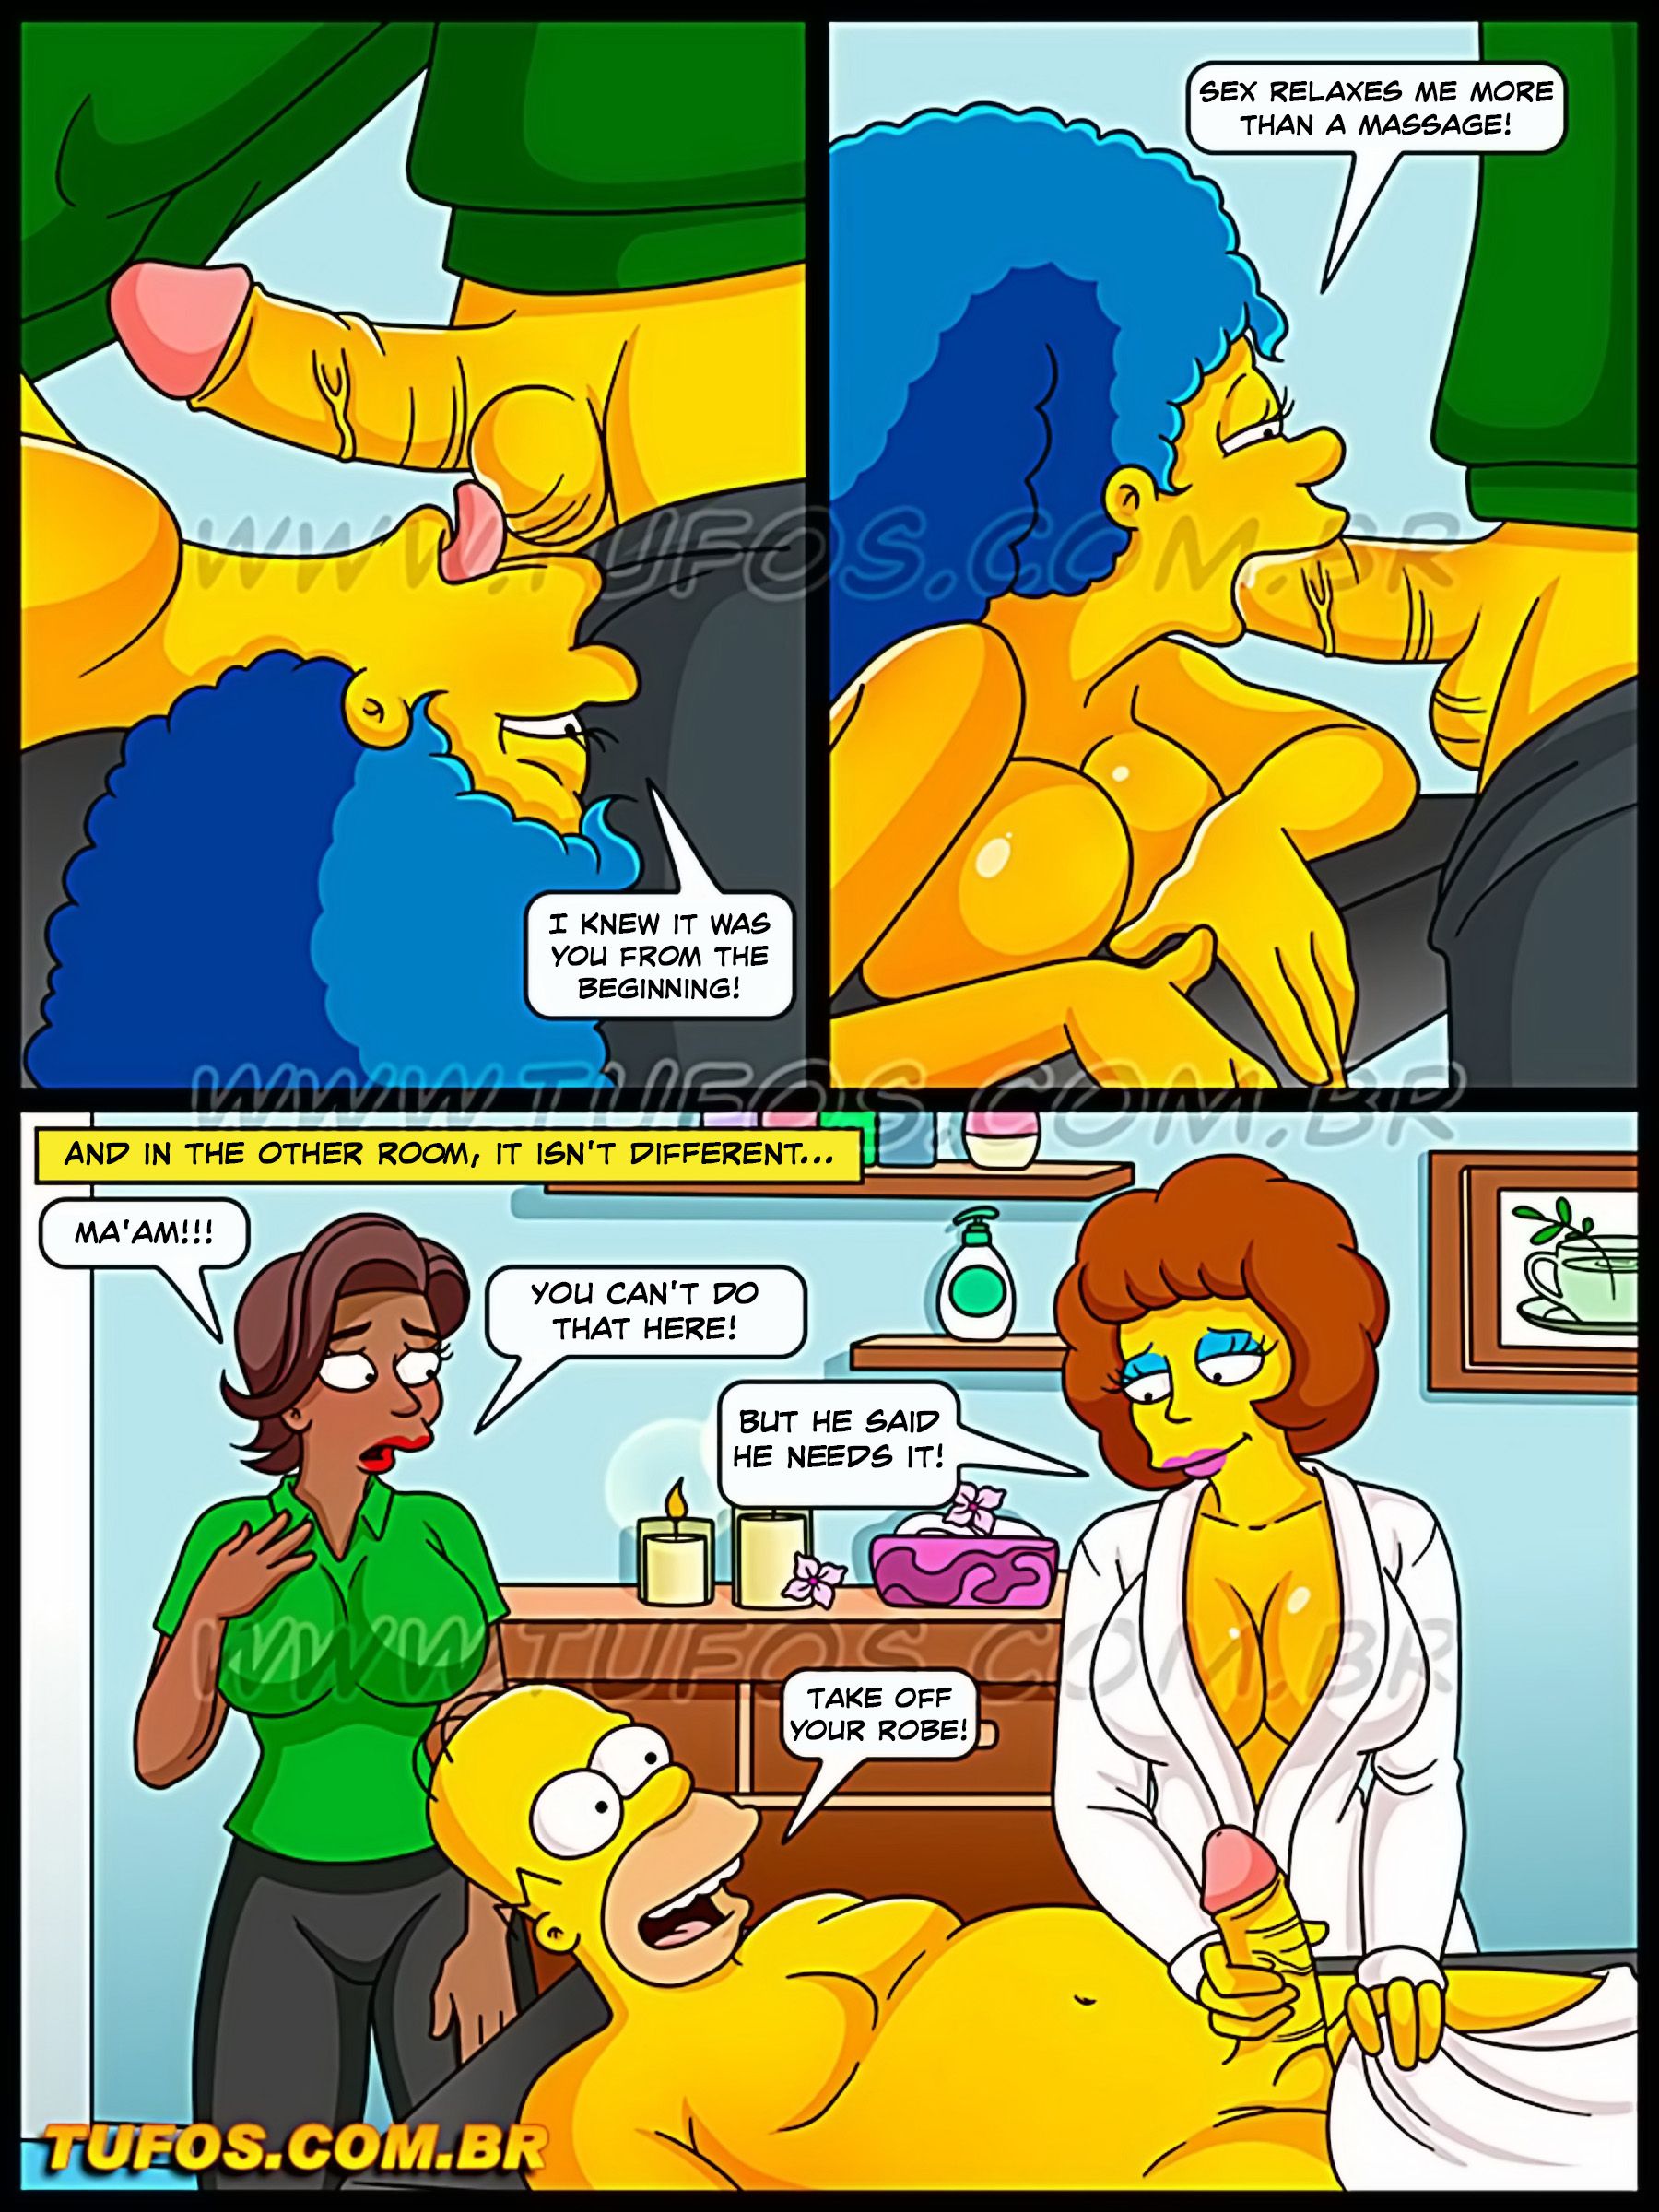 SEX RELAXES ME MORE
THAN A MASSAGE!
I KNEW IT WAS
YOU FROM THE
BEGINNING!
WWW.TUFOS.COM.BR
WWW.TUFOS.COM.BR
AND IN THE OTHER ROOM, IT ISN'T DIFFERENT...
MA'AM!!!
YOU CAN'T DO
THAT HERE!
BUT HE SAID
HE NEEDS IT!
WWW.TUFOS.COM.BR
TAKE OFF
YOUR ROBE!
TUFOS.COM.BR